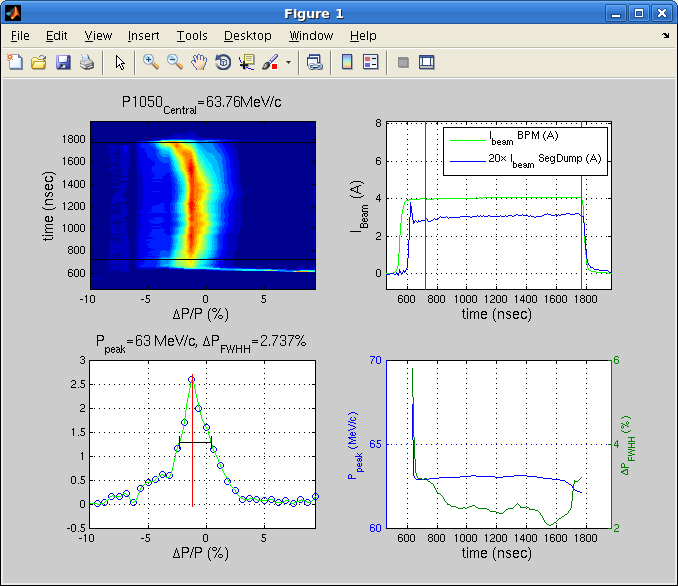 Figure 1
File Edit View Insert Tools Desktop Window Help
P1050Central=63.76MeV/c
1800
1600
1400
1200
1000
800
600
time (nsec)
-10 -5 0 5
ΔP/P (%)
8
6
4
2
0
IBeam (A)
Ibeam BPM (A)
20× Ibeam SegDump (A)
600 800 1000 1200 1400 1600 1800
time (nsec)
Ppeak=63 MeV/c, ΔPFWHH=2.737%
3
2.5
2
1.5
1
0.5
0
-0.5
-10 -5 0 5
ΔP/P (%)
70
65
60
Ppeak (MeV/c)
6
4
2
ΔPFWHH (%)
600 800 1000 1200 1400 1600 1800
time (nsec)